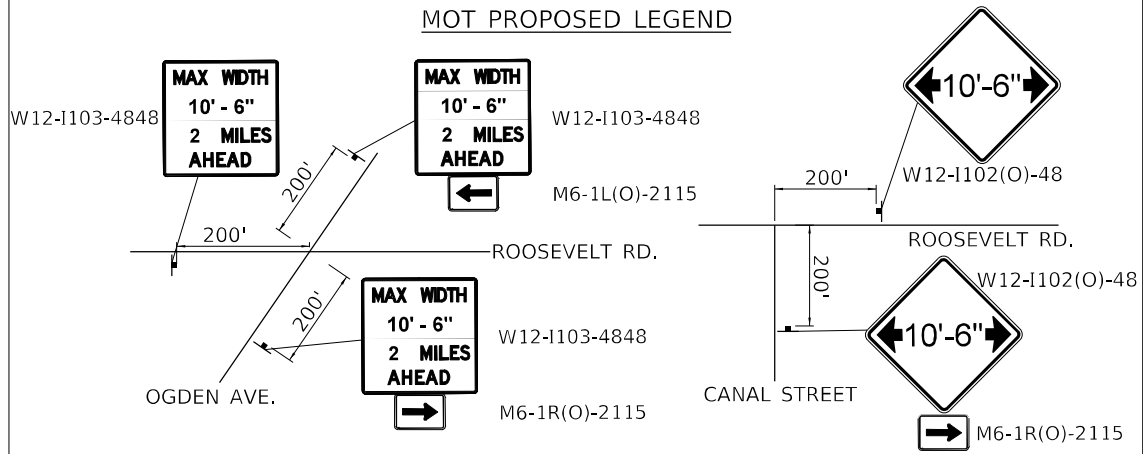 MOT PROPOSED LEGEND
W12-I103-4848
MAX WIDTH
10' - 6"
2 MILES
AHEAD
MAX WIDTH
10' - 6"
2 MILES
AHEAD
W12-I103-4848
M6-1L(O)-2115
200'
200'
ROOSEVELT RD.
200'
MAX WIDTH
10' - 6"
2 MILES
AHEAD
W12-I103-4848
M6-1R(O)-2115
OGDEN AVE.
10'-6"
W12-I102(O)-48
200'
ROOSEVELT RD.
200'
W12-I102(O)-48
10'-6"
CANAL STREET
M6-1R(O)-2115